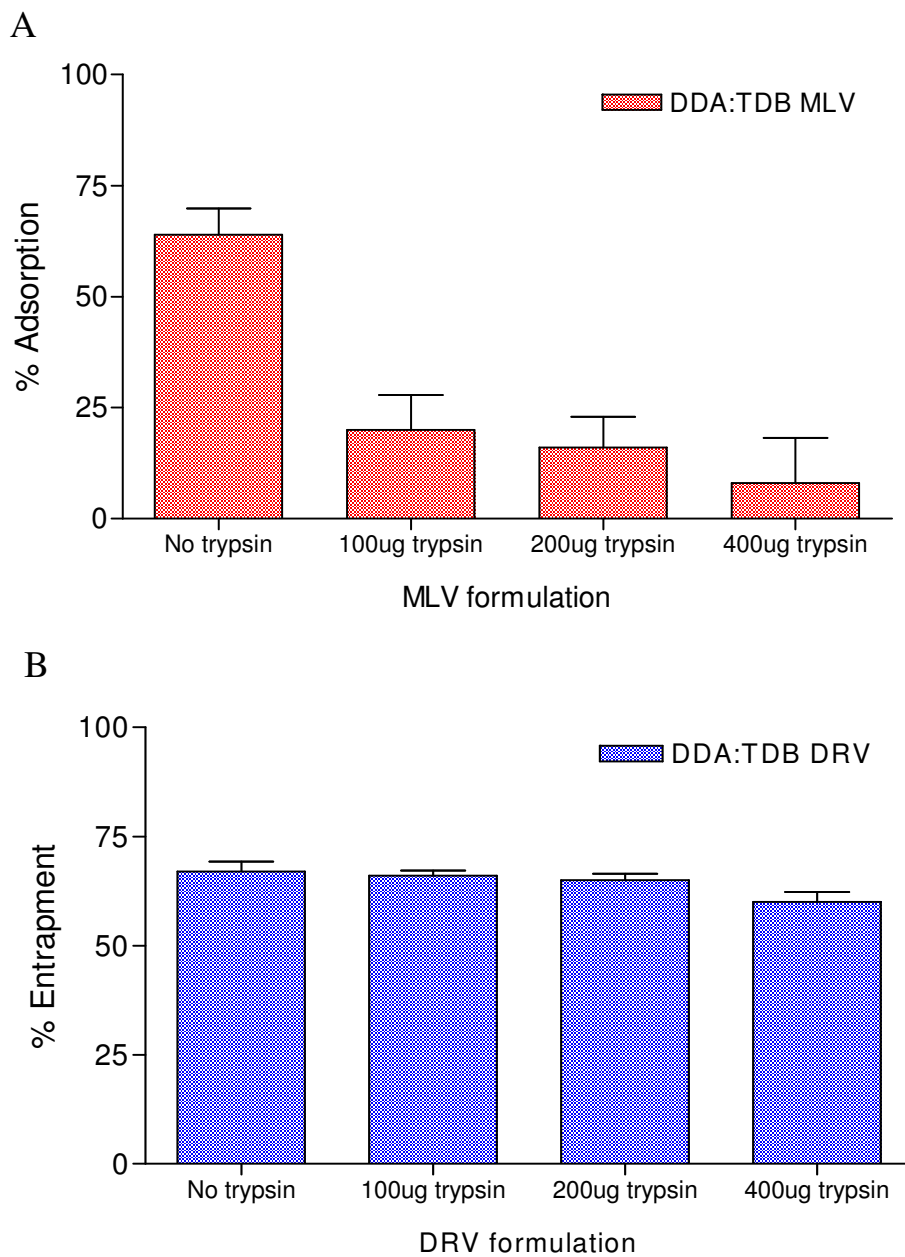 A
100
DDA:TDB MLV
75
% Adsorption
50
25
0
No trypsin 100ug trypsin 200ug trypsin 400ug trypsin
MLV formulation
B
100
DDA:TDB DRV
75
% Entrapment
50
25
0
No trypsin 100ug trypsin 200ug trypsin 400ug trypsin
DRV formulation